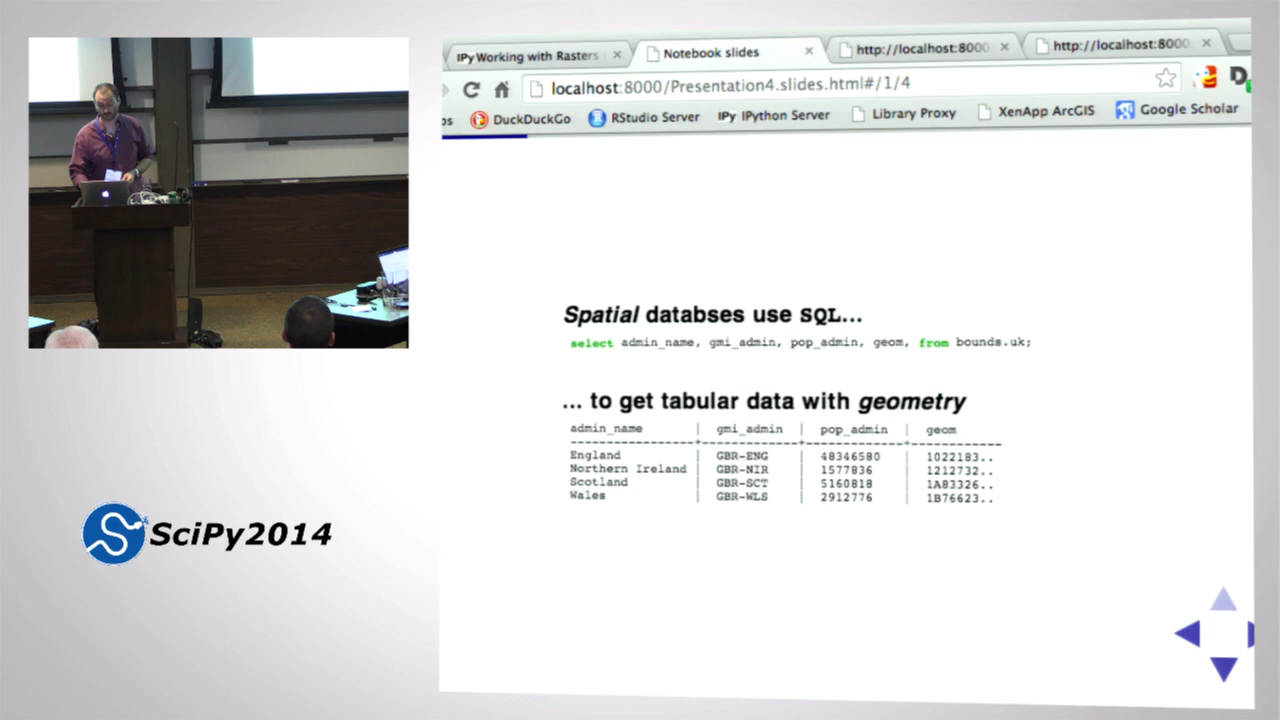 IPy Working with Rasters
Notebook slides
http://localhost:8000
http://localhost:8000
localhost:8000/Presentation4.slides.html#/1/4
DuckDuckGo
RStudio Server
IPy IPython Server
Library Proxy
XenApp ArcGIS
Google Scholar
Spatial databses use SQL...
select admin_name, gmi_admin, pop_admin, geom, from bounds.uk;
... to get tabular data with geometry
admin_name | gmi_admin | pop_admin | geom
England | GBR-ENG | 48346580 | 1022183..
Northern Ireland | GBR-NIR | 1577836 | 1212732..
Scotland | GBR-SCT | 5160818 | 1A83326..
Wales | GBR-WLS | 2912776 | 1B76623..
SciPy2014